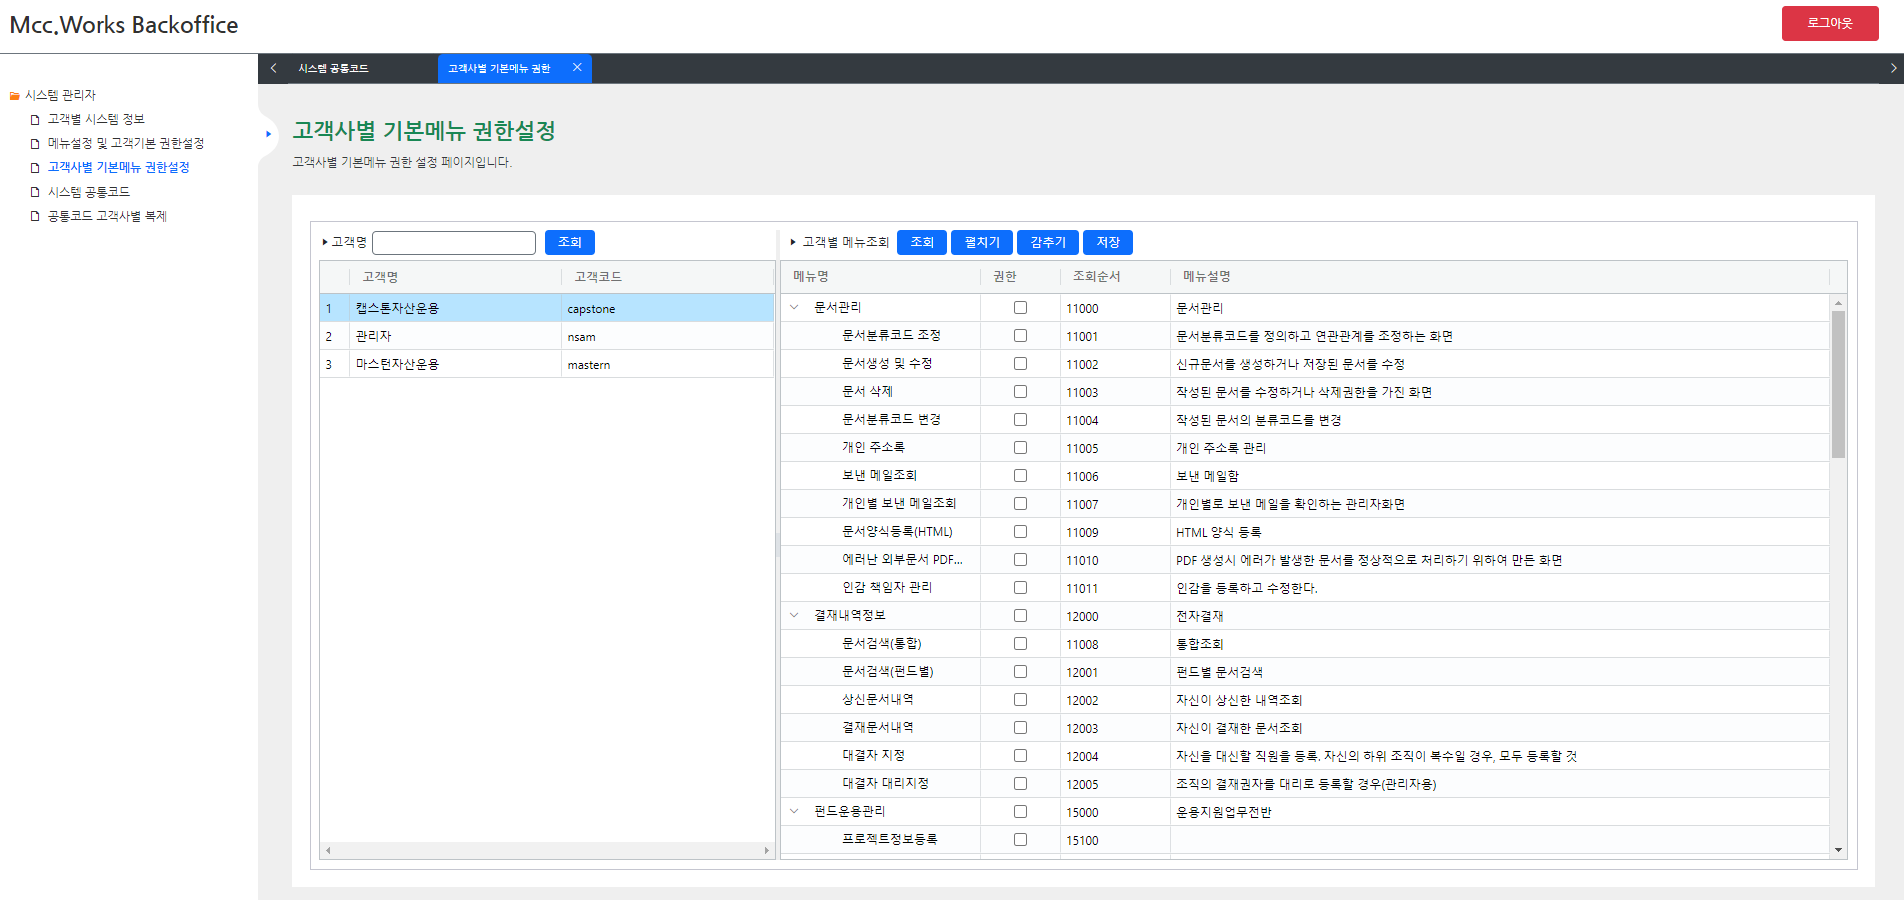 Mcc.Works Backoffice
로그아웃
시스템 공통코드
고객사별 기본메뉴 권한
시스템 관리자
고객별 시스템 정보
메뉴설정 및 고객기본 권한설정
고객사별 기본메뉴 권한설정
시스템 공통코드
공통코드 고객사별 복제
고객사별 기본메뉴 권한설정
고객사별 기본메뉴 권한 설정 페이지입니다.
고객명 조회
고객명 고객코드
1 캡스톤자산운용 capstone
2 관리자 nsam
3 마스턴자산운용 mastern
고객별 메뉴조회 조회 펼치기 감추기 저장
메뉴명 권한 조회순서 메뉴설명
문서관리 11000 문서관리
문서분류코드 조정 11001 문서분류코드를 정의하고 연관관계를 조정하는 화면
문서생성 및 수정 11002 신규문서를 생성하거나 저장된 문서를 수정
문서 삭제 11003 작성된 문서를 수정하거나 삭제권한을 가진 화면
문서분류코드 변경 11004 작성된 문서의 분류코드를 변경
개인 주소록 11005 개인 주소록 관리
보낸 메일조회 11006 보낸 메일함
개인별 보낸 메일조회 11007 개인별로 보낸 메일을 확인하는 관리자화면
문서양식등록(HTML) 11009 HTML 양식 등록
에러난 외부문서 PDF... 11010 PDF 생성시 에러가 발생한 문서를 정상적으로 처리하기 위하여 만든 화면
인감 책임자 관리 11011 인감을 등록하고 수정한다.
결재내역정보 12000 전자결재
문서검색(통합) 11008 통합조회
문서검색(펀드별) 12001 펀드별 문서검색
상신문서내역 12002 자신이 상신한 내역조회
결재문서내역 12003 자신이 결재한 문서조회
대결자 지정 12004 자신을 대신할 직원을 등록. 자신의 하위 조직이 복수일 경우, 모두 등록할 것
대결자 대리지정 12005 조직의 결재권자를 대리로 등록할 경우(관리자용)
펀드운용관리 15000 운용지원업무전반
프로젝트정보등록 15100